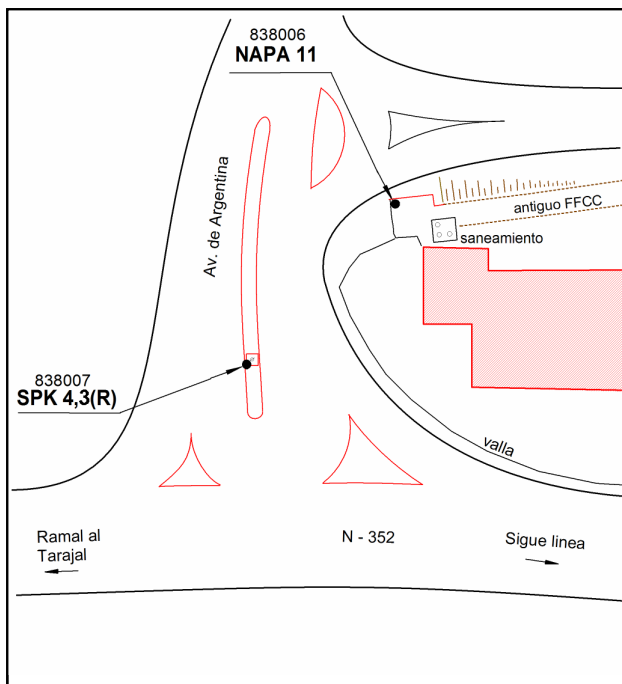 838006
NAPA 11
Av. de Argentina
antiguo FFCC
saneamiento
838007
SPK 4,3(R)
valla
Ramal al
Tarajal
N - 352
Sigue linea